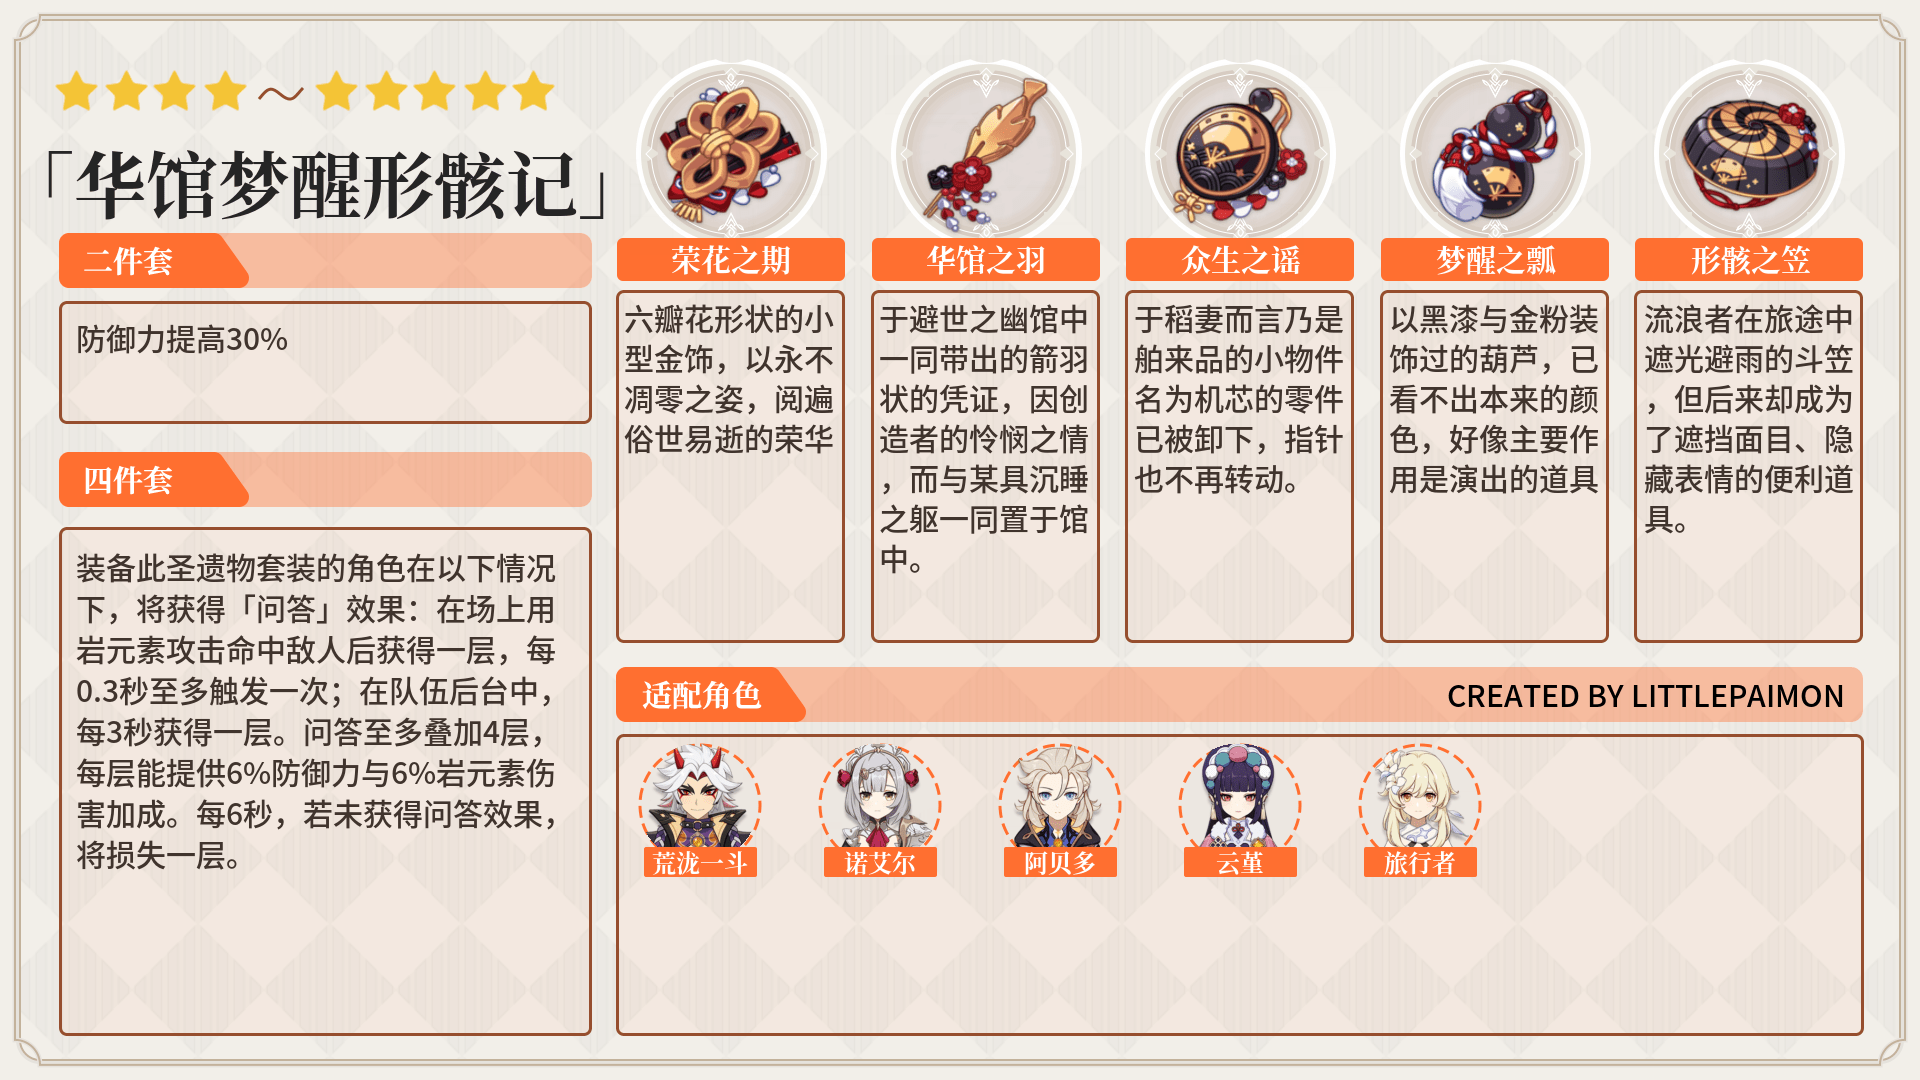 「华馆梦醒形骸记」
二件套
防御力提高30%
四件套
装备此圣遗物套装的角色在以下情况
下，将获得「问答」效果：在场上用
岩元素攻击命中敌人后获得一层，每
0.3秒至多触发一次；在队伍后台中，
每3秒获得一层。问答至多叠加4层，
每层能提供6%防御力与6%岩元素伤
害加成。每6秒，若未获得问答效果，
将损失一层。
荣花之期
六瓣花形状的小
型金饰，以永不
凋零之姿，阅遍
俗世易逝的荣华
华馆之羽
于避世之幽馆中
一同带出的箭羽
状的凭证，因创
造者的怜悯之情
，而与某具沉睡
之躯一同置于馆
中。
众生之谣
于稻妻而言乃是
舶来品的小物件
名为机芯的零件
已被卸下，指针
也不再转动。
梦醒之瓢
以黑漆与金粉装
饰过的葫芦，已
看不出本来的颜
色，好像主要作
用是演出的道具
形骸之笠
流浪者在旅途中
遮光避雨的斗笠
，但后来却成为
了遮挡面目、隐
藏表情的便利道
具。
适配角色
CREATED BY LITTLEPAIMON
荒泷一斗
诺艾尔
阿贝多
云堇
旅行者